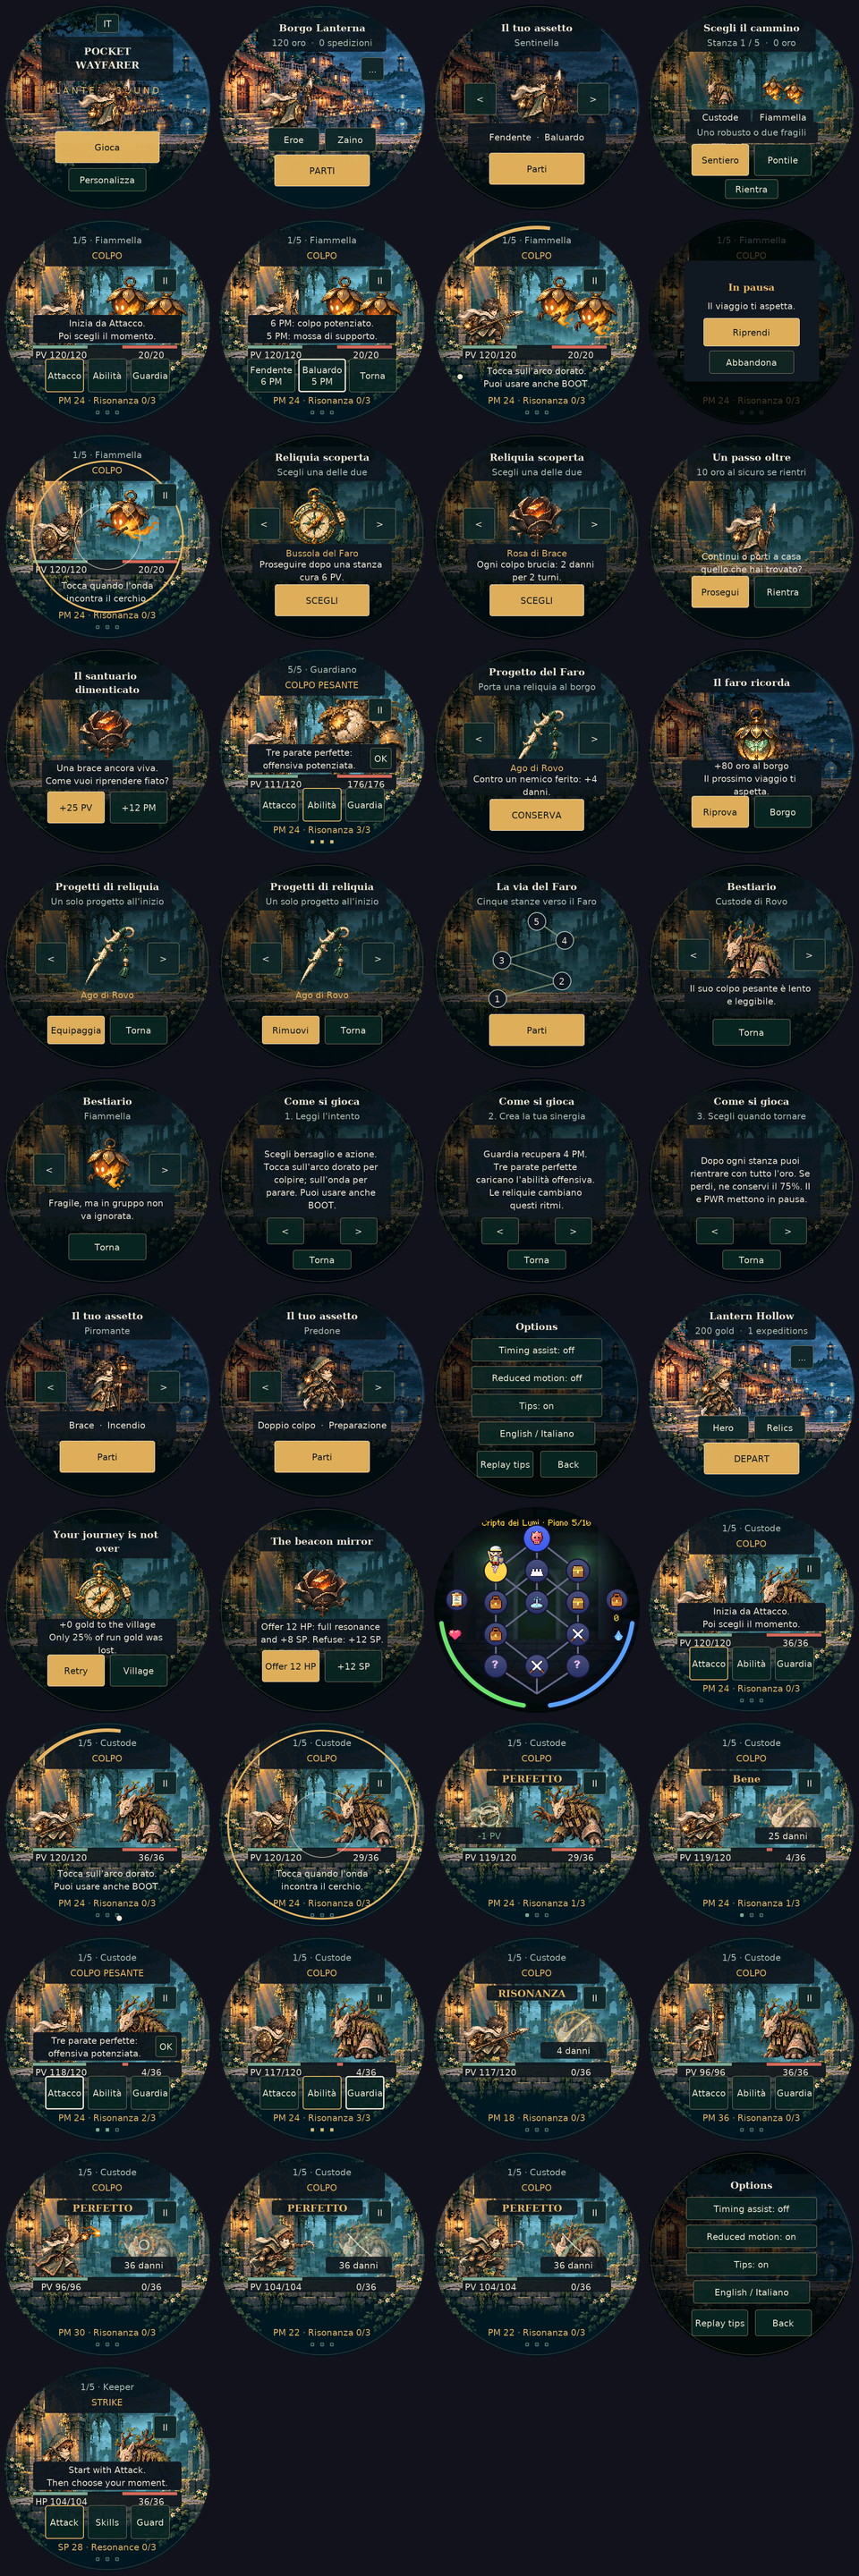 IT
POCKET
WAYFARER
Gioca
Personalizza
Borgo Lanterna
120 oro · 0 spedizioni
...
Eroe
Zaino
PARTI
Il tuo assetto
Sentinella
<
>
Fendente · Baluardo
Parti
Scegli il cammino
Stanza 1 / 5 · 0 oro
Custode
Fiammella
Uno robusto o due fragili
Sentiero
Pontile
Rientra
1/5 · Fiammella
COLPO
II
Inizia da Attacco.
Poi scegli il momento.
PV 120/120
20/20
Attacco
Abilità
Guardia
PM 24 · Risonanza 0/3
1/5 · Fiammella
COLPO
II
6 PM: colpo potenziato.
5 PM: mossa di supporto.
PV 120/120
20/20
Fendente
6 PM
Baluardo
5 PM
Torna
PM 24 · Risonanza 0/3
1/5 · Fiammella
COLPO
II
PV 120/120
20/20
Tocca sull'arco dorato.
Puoi usare anche BOOT.
1/5 · Fiammella
COLPO
In pausa
Il viaggio ti aspetta.
Riprendi
Abbandona
PM 24 · Risonanza 0/3
1/5 · Fiammella
COLPO
II
PV 120/120
20/20
Tocca quando l'onda
incontra il cerchio.
PM 24 · Risonanza 0/3
Reliquia scoperta
Scegli una delle due
<
>
Bussola del Faro
Proseguire dopo una stanza
cura 6 PV.
SCEGLI
Reliquia scoperta
Scegli una delle due
<
>
Rosa di Brace
Ogni colpo brucia: 2 danni
per 2 turni.
SCEGLI
Un passo oltre
10 oro al sicuro se rientri
Continui o porti a casa
quello che hai trovato?
Prosegui
Rientra
Il santuario
dimenticato
Una brace ancora viva.
Come vuoi riprendere fiato?
+25 PV
+12 PM
5/5 · Guardiano
COLPO PESANTE
II
Tre parate perfette:
offensiva potenziata.
OK
PV 111/120
176/176
Attacco
Abilità
Guardia
PM 24 · Risonanza 3/3
Progetto del Faro
Porta una reliquia al borgo
<
>
Ago di Rovo
Contro un nemico ferito: +4
danni.
CONSERVA
Il faro ricorda
+80 oro al borgo
Il prossimo viaggio ti
aspetta.
Riprova
Borgo
Progetti di reliquia
Un solo progetto all'inizio
<
>
Ago di Rovo
Equipaggia
Torna
Progetti di reliquia
Un solo progetto all'inizio
<
>
Ago di Rovo
Rimuovi
Torna
La via del Faro
Cinque stanze verso il Faro
5
4
3
2
1
Parti
Bestiario
Custode di Rovo
<
>
Il suo colpo pesante è lento
e leggibile.
Torna
Bestiario
Fiammella
<
>
Fragile, ma in gruppo non
va ignorata.
Torna
Come si gioca
1. Leggi l'intento
Scegli bersaglio e azione.
Tocca sull'arco dorato per
colpire; sull'onda per
parare. Puoi usare anche
BOOT.
<
>
Torna
Come si gioca
2. Crea la tua sinergia
Guardia recupera 4 PM.
Tre parate perfette
caricano l'abilità offensiva.
Le reliquie cambiano
questi ritmi.
<
>
Torna
Come si gioca
3. Scegli quando tornare
Dopo ogni stanza puoi
rientrare con tutto l'oro. Se
perdi, ne conservi il 75%. II
e PWR mettono in pausa.
<
>
Torna
Il tuo assetto
Piromante
<
>
Brace · Incendio
Parti
Il tuo assetto
Predone
<
>
Doppio colpo · Preparazione
Parti
Options
Timing assist: off
Reduced motion: off
Tips: on
English / Italiano
Replay tips
Back
Lantern Hollow
200 gold · 1 expeditions
...
Hero
Relics
DEPART
Your journey is not
over
+0 gold to the village
Only 25% of run gold was
lost.
Retry
Village
The beacon mirror
Offer 12 HP: full resonance
and +8 SP. Refuse: +12 SP.
Offer 12 HP
+12 SP
Cripta dei Lumi · Piano 5/16
0
?
?
1/5 · Custode
COLPO
II
Inizia da Attacco.
Poi scegli il momento.
PV 120/120
36/36
Attacco
Abilità
Guardia
PM 24 · Risonanza 0/3
1/5 · Custode
COLPO
II
PV 120/120
36/36
Tocca sull'arco dorato.
Puoi usare anche BOOT.
PM 24 · Risonanza 0/3
1/5 · Custode
COLPO
II
PV 120/120
29/36
Tocca quando l'onda
incontra il cerchio.
PM 24 · Risonanza 0/3
1/5 · Custode
COLPO
PERFETTO
II
-1 PV
PV 119/120
29/36
PM 24 · Risonanza 1/3
1/5 · Custode
COLPO
Bene
II
25 danni
PV 119/120
4/36
PM 24 · Risonanza 1/3
1/5 · Custode
COLPO PESANTE
II
Tre parate perfette:
offensiva potenziata.
OK
PV 118/120
4/36
Attacco
Abilità
Guardia
PM 24 · Risonanza 2/3
1/5 · Custode
COLPO
II
PV 117/120
4/36
Attacco
Abilità
Guardia
PM 24 · Risonanza 3/3
1/5 · Custode
COLPO
RISONANZA
II
4 danni
PV 117/120
0/36
PM 18 · Risonanza 0/3
1/5 · Custode
COLPO
II
PV 96/96
36/36
Attacco
Abilità
Guardia
PM 36 · Risonanza 0/3
1/5 · Custode
COLPO
PERFETTO
II
36 danni
PV 96/96
0/36
PM 30 · Risonanza 0/3
1/5 · Custode
COLPO
PERFETTO
II
36 danni
PV 104/104
0/36
PM 22 · Risonanza 0/3
1/5 · Custode
COLPO
PERFETTO
II
36 danni
PV 104/104
0/36
PM 22 · Risonanza 0/3
Options
Timing assist: off
Reduced motion: on
Tips: on
English / Italiano
Replay tips
Back
1/5 · Keeper
STRIKE
II
Start with Attack.
Then choose your moment.
HP 104/104
36/36
Attack
Skills
Guard
SP 28 · Resonance 0/3